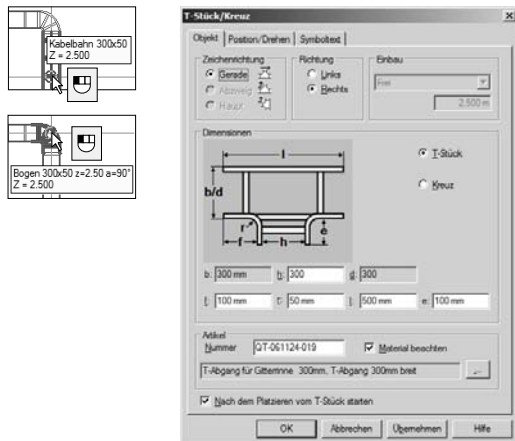 Kabelbahn 300x50
Z = 2.500
Bogen 300x50 z=2.50 a=90°
Z = 2.500
T-Stück/Kreuz
Objekt Position/Drehen Symboltext
Zeichenrichtung
Gerade
Abzweig
Haupt
Richtung
Links
Rechts
Einbau
Frei
2.500 m
Dimensionen
l
b/d
r
e
f
h
T-Stück
Kreuz
b: 300 mm h: 300 g: 300
f: 100 mm r: 50 mm l: 500 mm e: 100 mm
Artikel
Nummer QT-061124-019 Material beachten
T-Abgang für Gitterrinne 300mm, T-Abgang 300mm breit
...
Nach dem Platzieren vom T-Stück starten
OK Abbrechen Übernehmen Hilfe